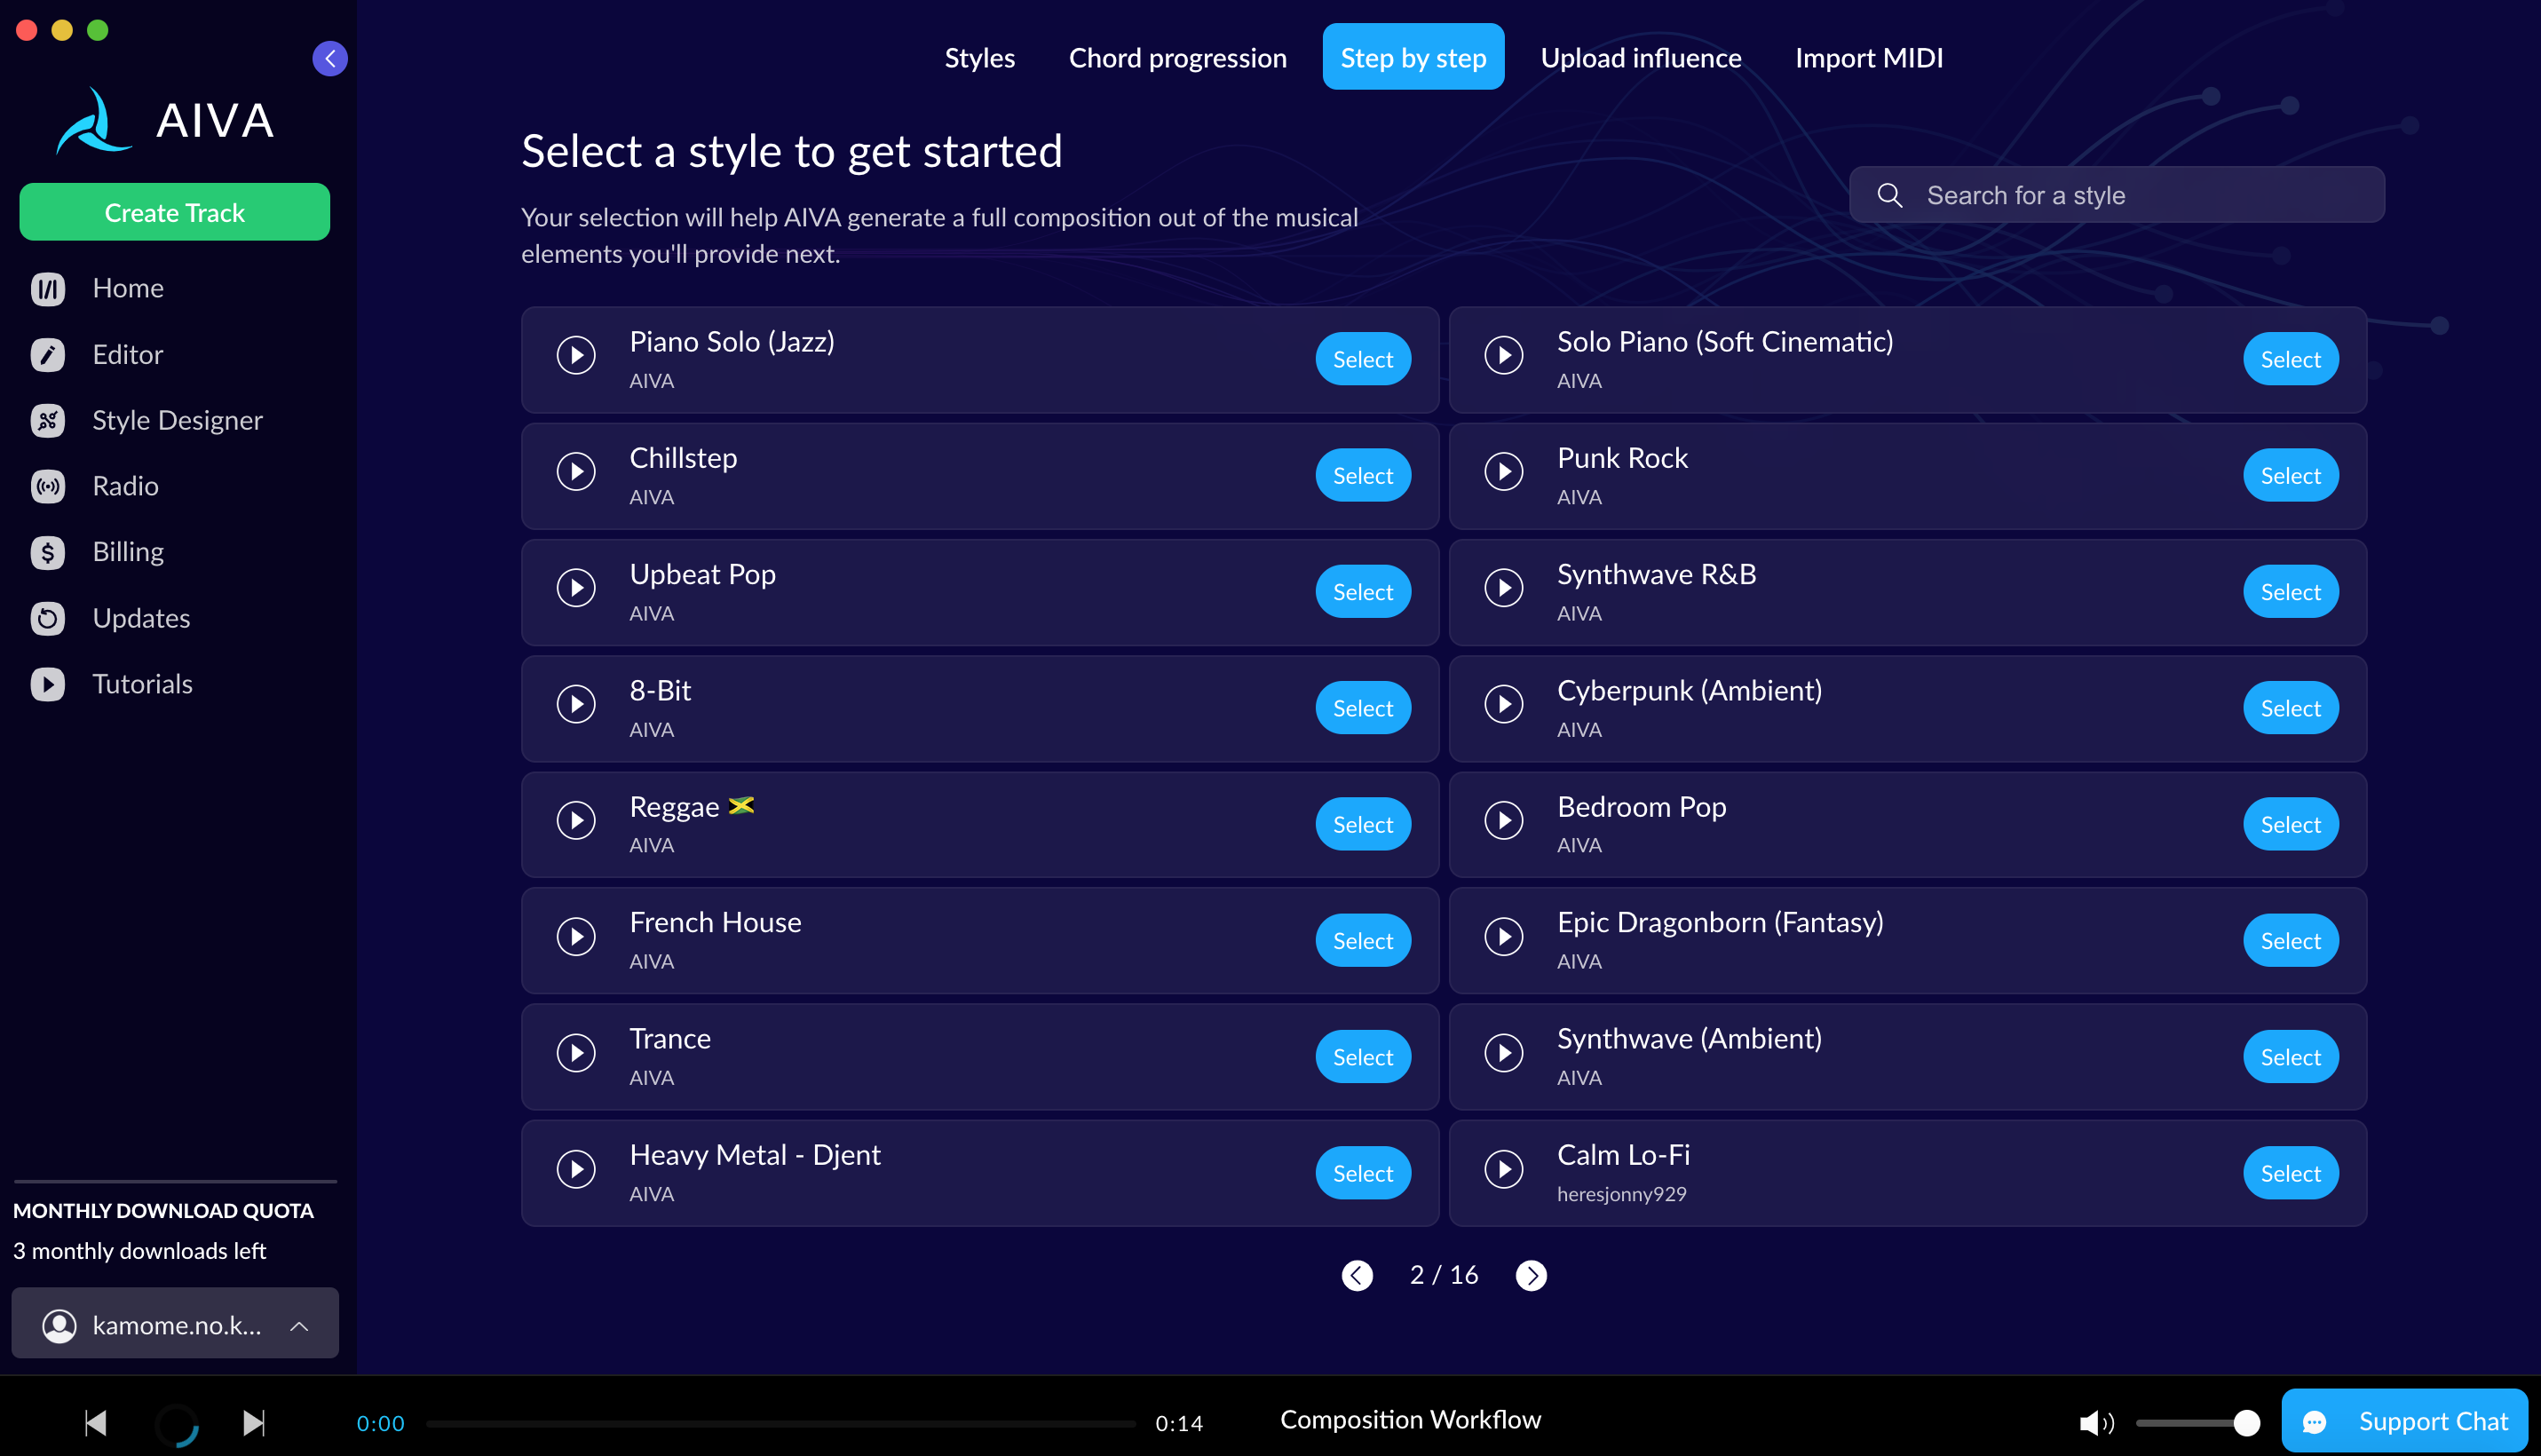 AIVA
Create Track
Home
Editor
Style Designer
Radio
Billing
Updates
Tutorials
MONTHLY DOWNLOAD QUOTA
3 monthly downloads left
kamome.no.k...
Styles
Chord progression
Step by step
Upload influence
Import MIDI
Select a style to get started
Your selection will help AIVA generate a full composition out of the musical
elements you'll provide next.
Search for a style
Piano Solo (Jazz)
AIVA
Select
Solo Piano (Soft Cinematic)
AIVA
Select
Chillstep
AIVA
Select
Punk Rock
AIVA
Select
Upbeat Pop
AIVA
Select
Synthwave R&B
AIVA
Select
8-Bit
AIVA
Select
Cyberpunk (Ambient)
AIVA
Select
Reggae 🇯🇲
AIVA
Select
Bedroom Pop
AIVA
Select
French House
AIVA
Select
Epic Dragonborn (Fantasy)
AIVA
Select
Trance
AIVA
Select
Synthwave (Ambient)
AIVA
Select
Heavy Metal - Djent
AIVA
Select
Calm Lo-Fi
heresjonny929
Select
2 / 16
0:00
0:14
Composition Workflow
Support Chat